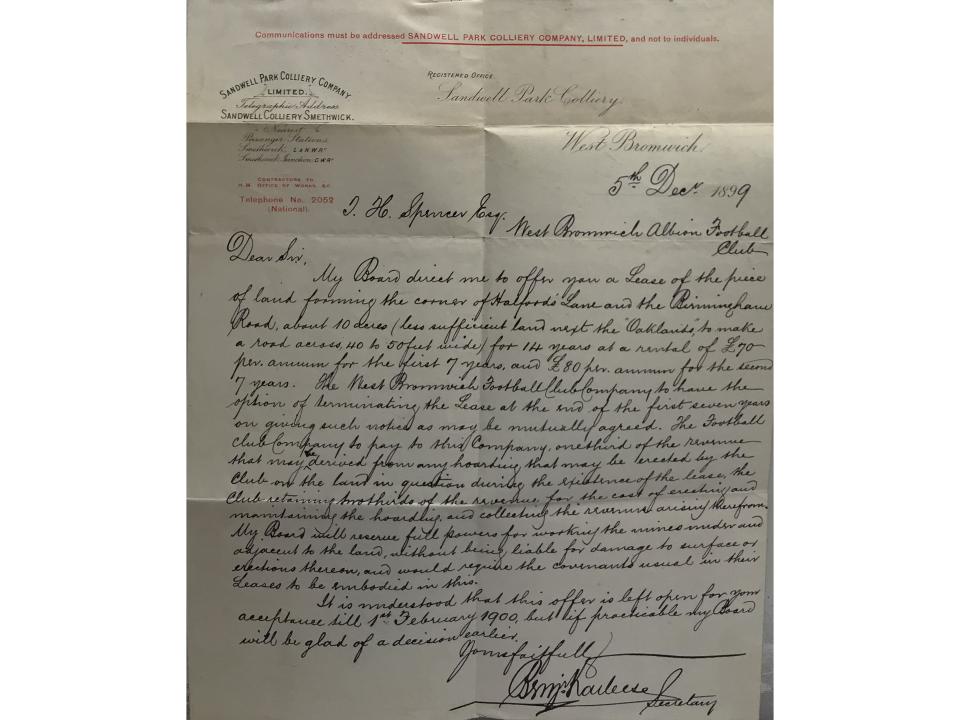 Communications must be addressed SANDWELL PARK COLLIERY COMPANY, LIMITED, and not to individuals.
SANDWELL PARK COLLIERY COMPANY
LIMITED.
Telegraphic Address
SANDWELL COLLIERY SMETHWICK.
Nearest
Passenger Stations
Smethwick L & N.W.Ry
Smethwick Junction G.W.Ry
CONTRACTORS TO
H.M. OFFICE OF WORKS, &C.
Telephone No. 2052
(National).
REGISTERED OFFICE.
Sandwell Park Colliery,
West Bromwich,
5th Decr. 1899
T. H. Spencer Esq.
West Bromwich Albion Football
Club
Dear Sir,
My Board direct me to offer you a Lease of the piece
of land forming the corner of Halfords Lane and the Birmingham
Road, about 10 acres (less sufficient land next the "Oaklands", to make
a road across, 40 to 50 feet wide) for 14 years at a rental of £70
per. annum for the first 7 years, and £80 per. annum for the second
7 years. The West Bromwich Football Club Company to have the
option of terminating the Lease at the end of the first seven years
on giving such notice as may be mutually agreed. The Football
Club Company to pay to this Company, one third of the revenue
that may be derived from any hoarding that may be erected by the
Club on the land in question during the existence of the lease, the
Club retaining two thirds of the revenue for the cost of erecting and
maintaining the hoarding, and collecting the revenue arising therefrom.
My Board will reserve full powers for working the mines under and
adjacent to the land, without being liable for damage to surface or
erections thereon, and would require the covenants usual in their
Leases to be embodied in this.
It is understood that this offer is left open for your
acceptance till 1st February 1900, but if practicable my Board
will be glad of a decision earlier.
Yours faithfully
Benjn.
Secretary